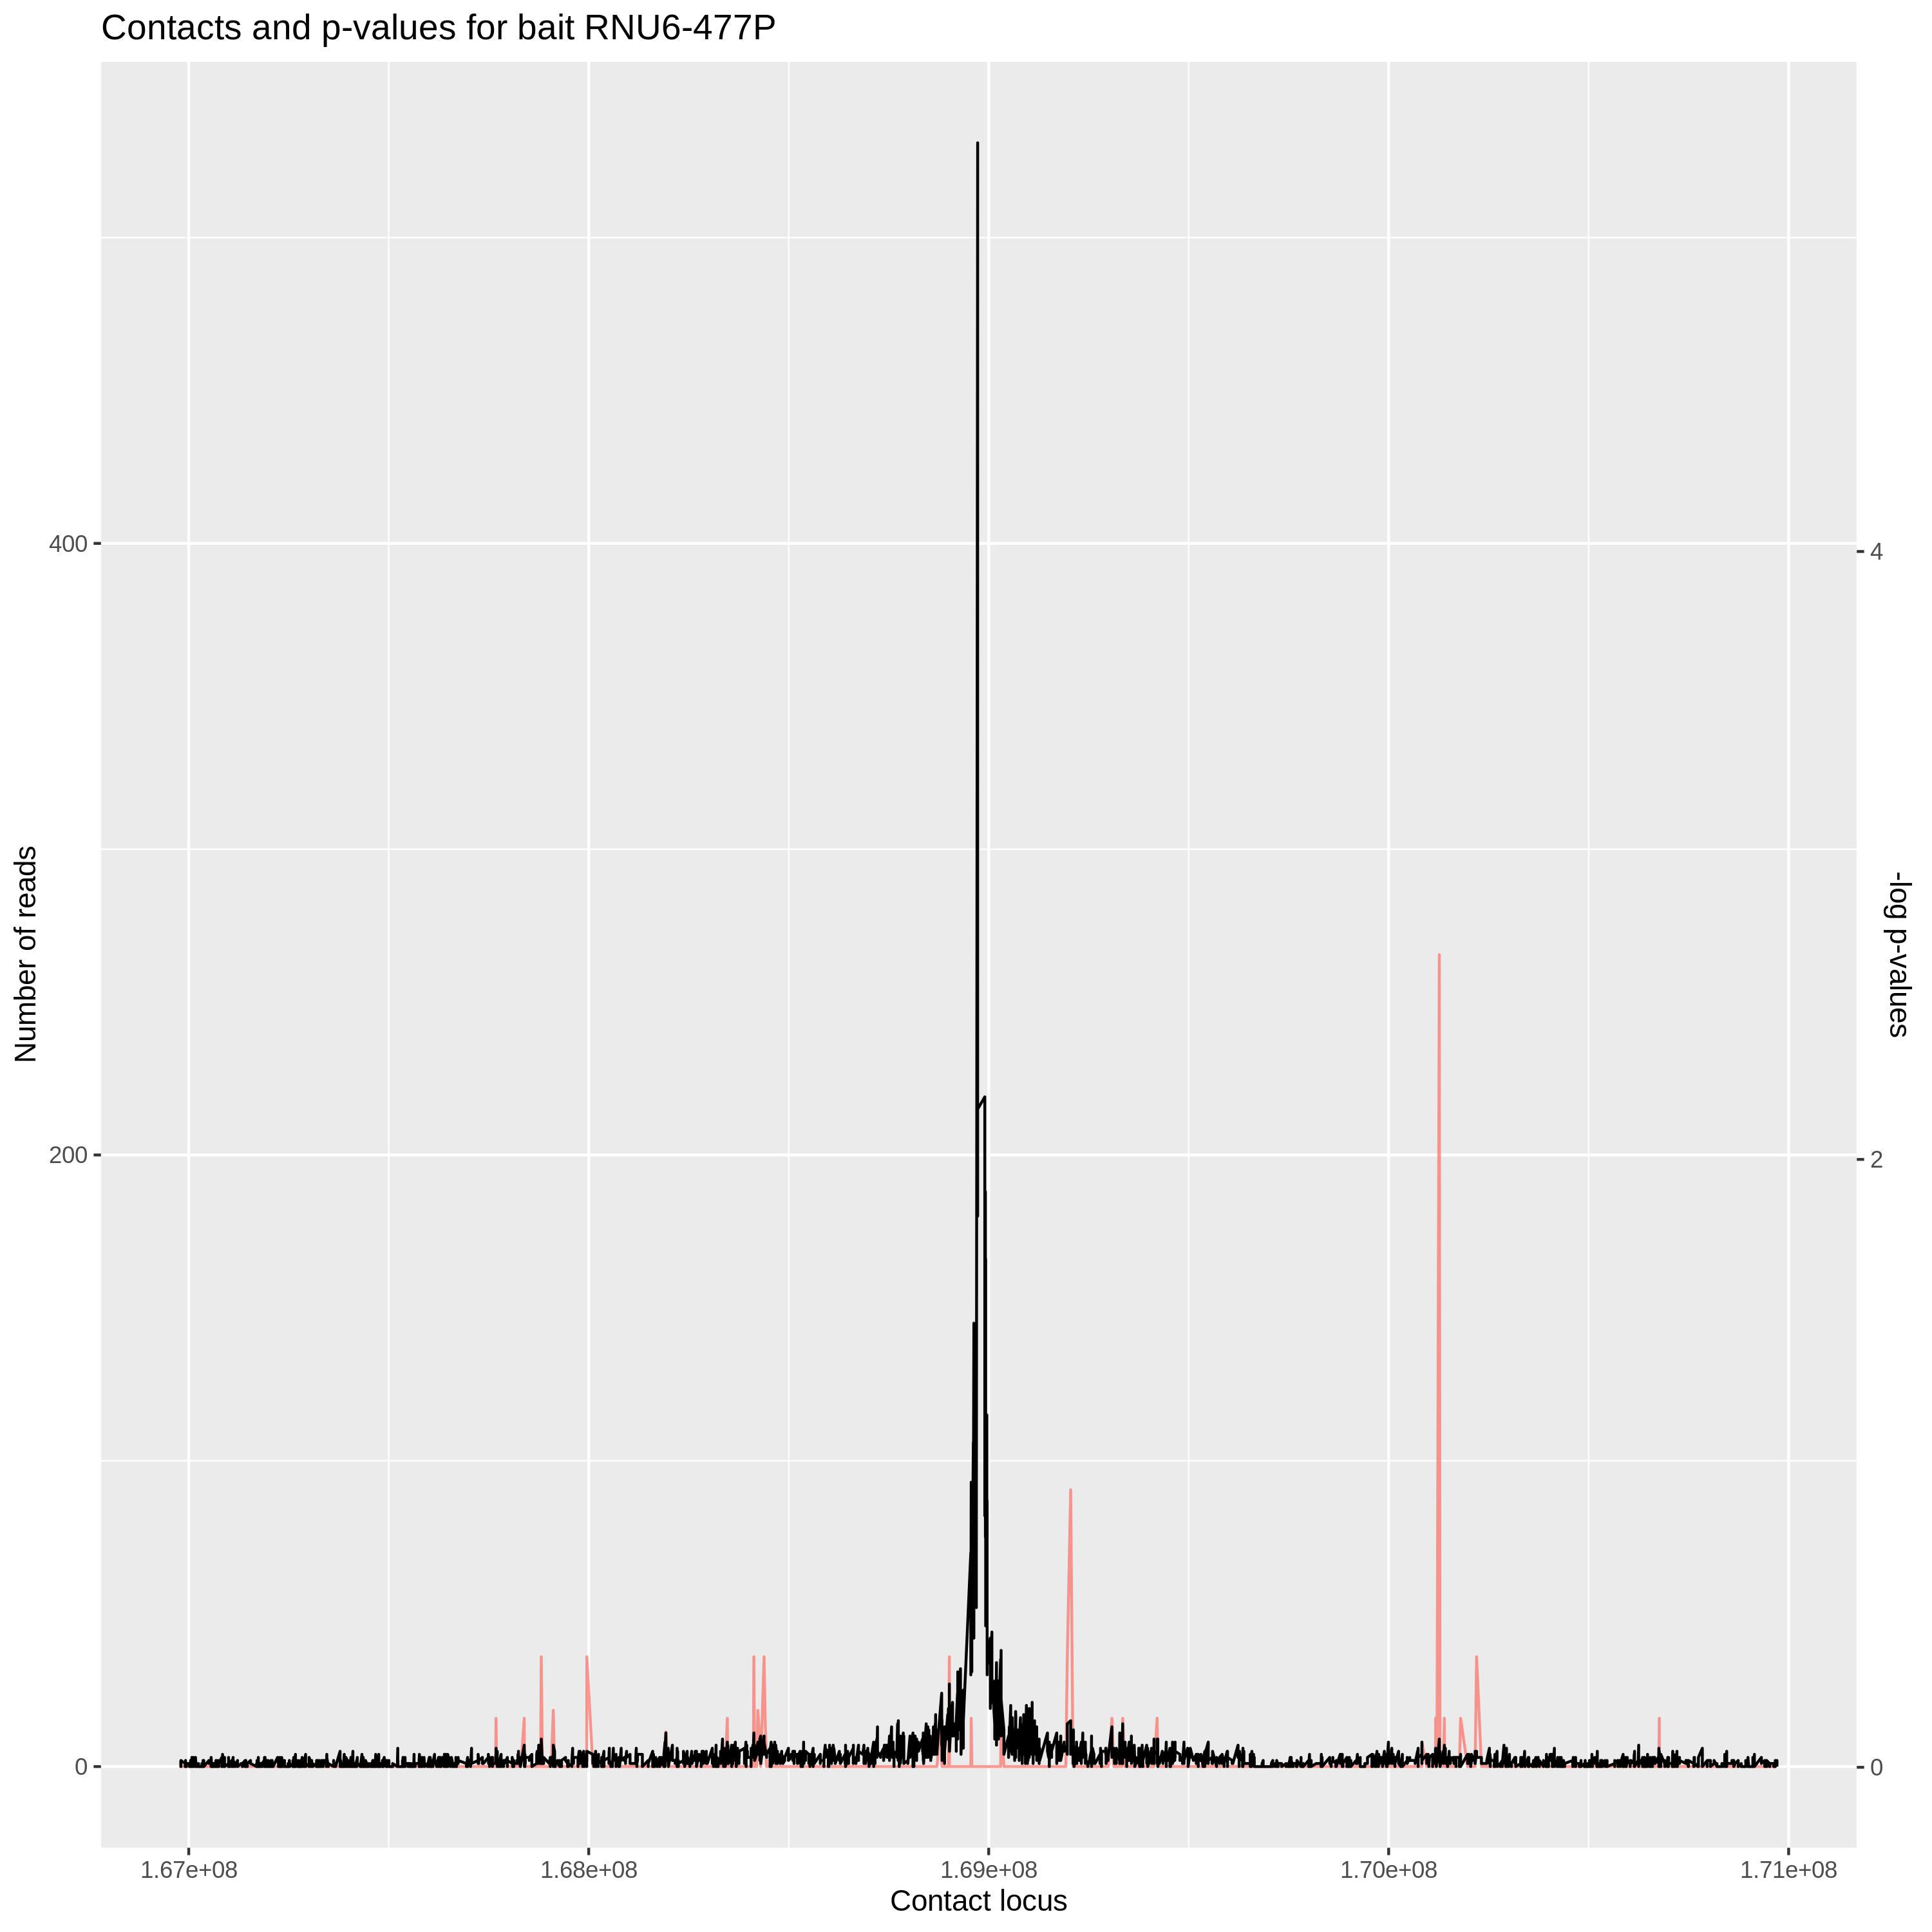 Contacts and p-values for bait RNU6-477P
Number of reads
400
200
0
4
2
0
-log p-values
1.67e+08 1.68e+08 1.69e+08 1.70e+08 1.71e+08
Contact locus